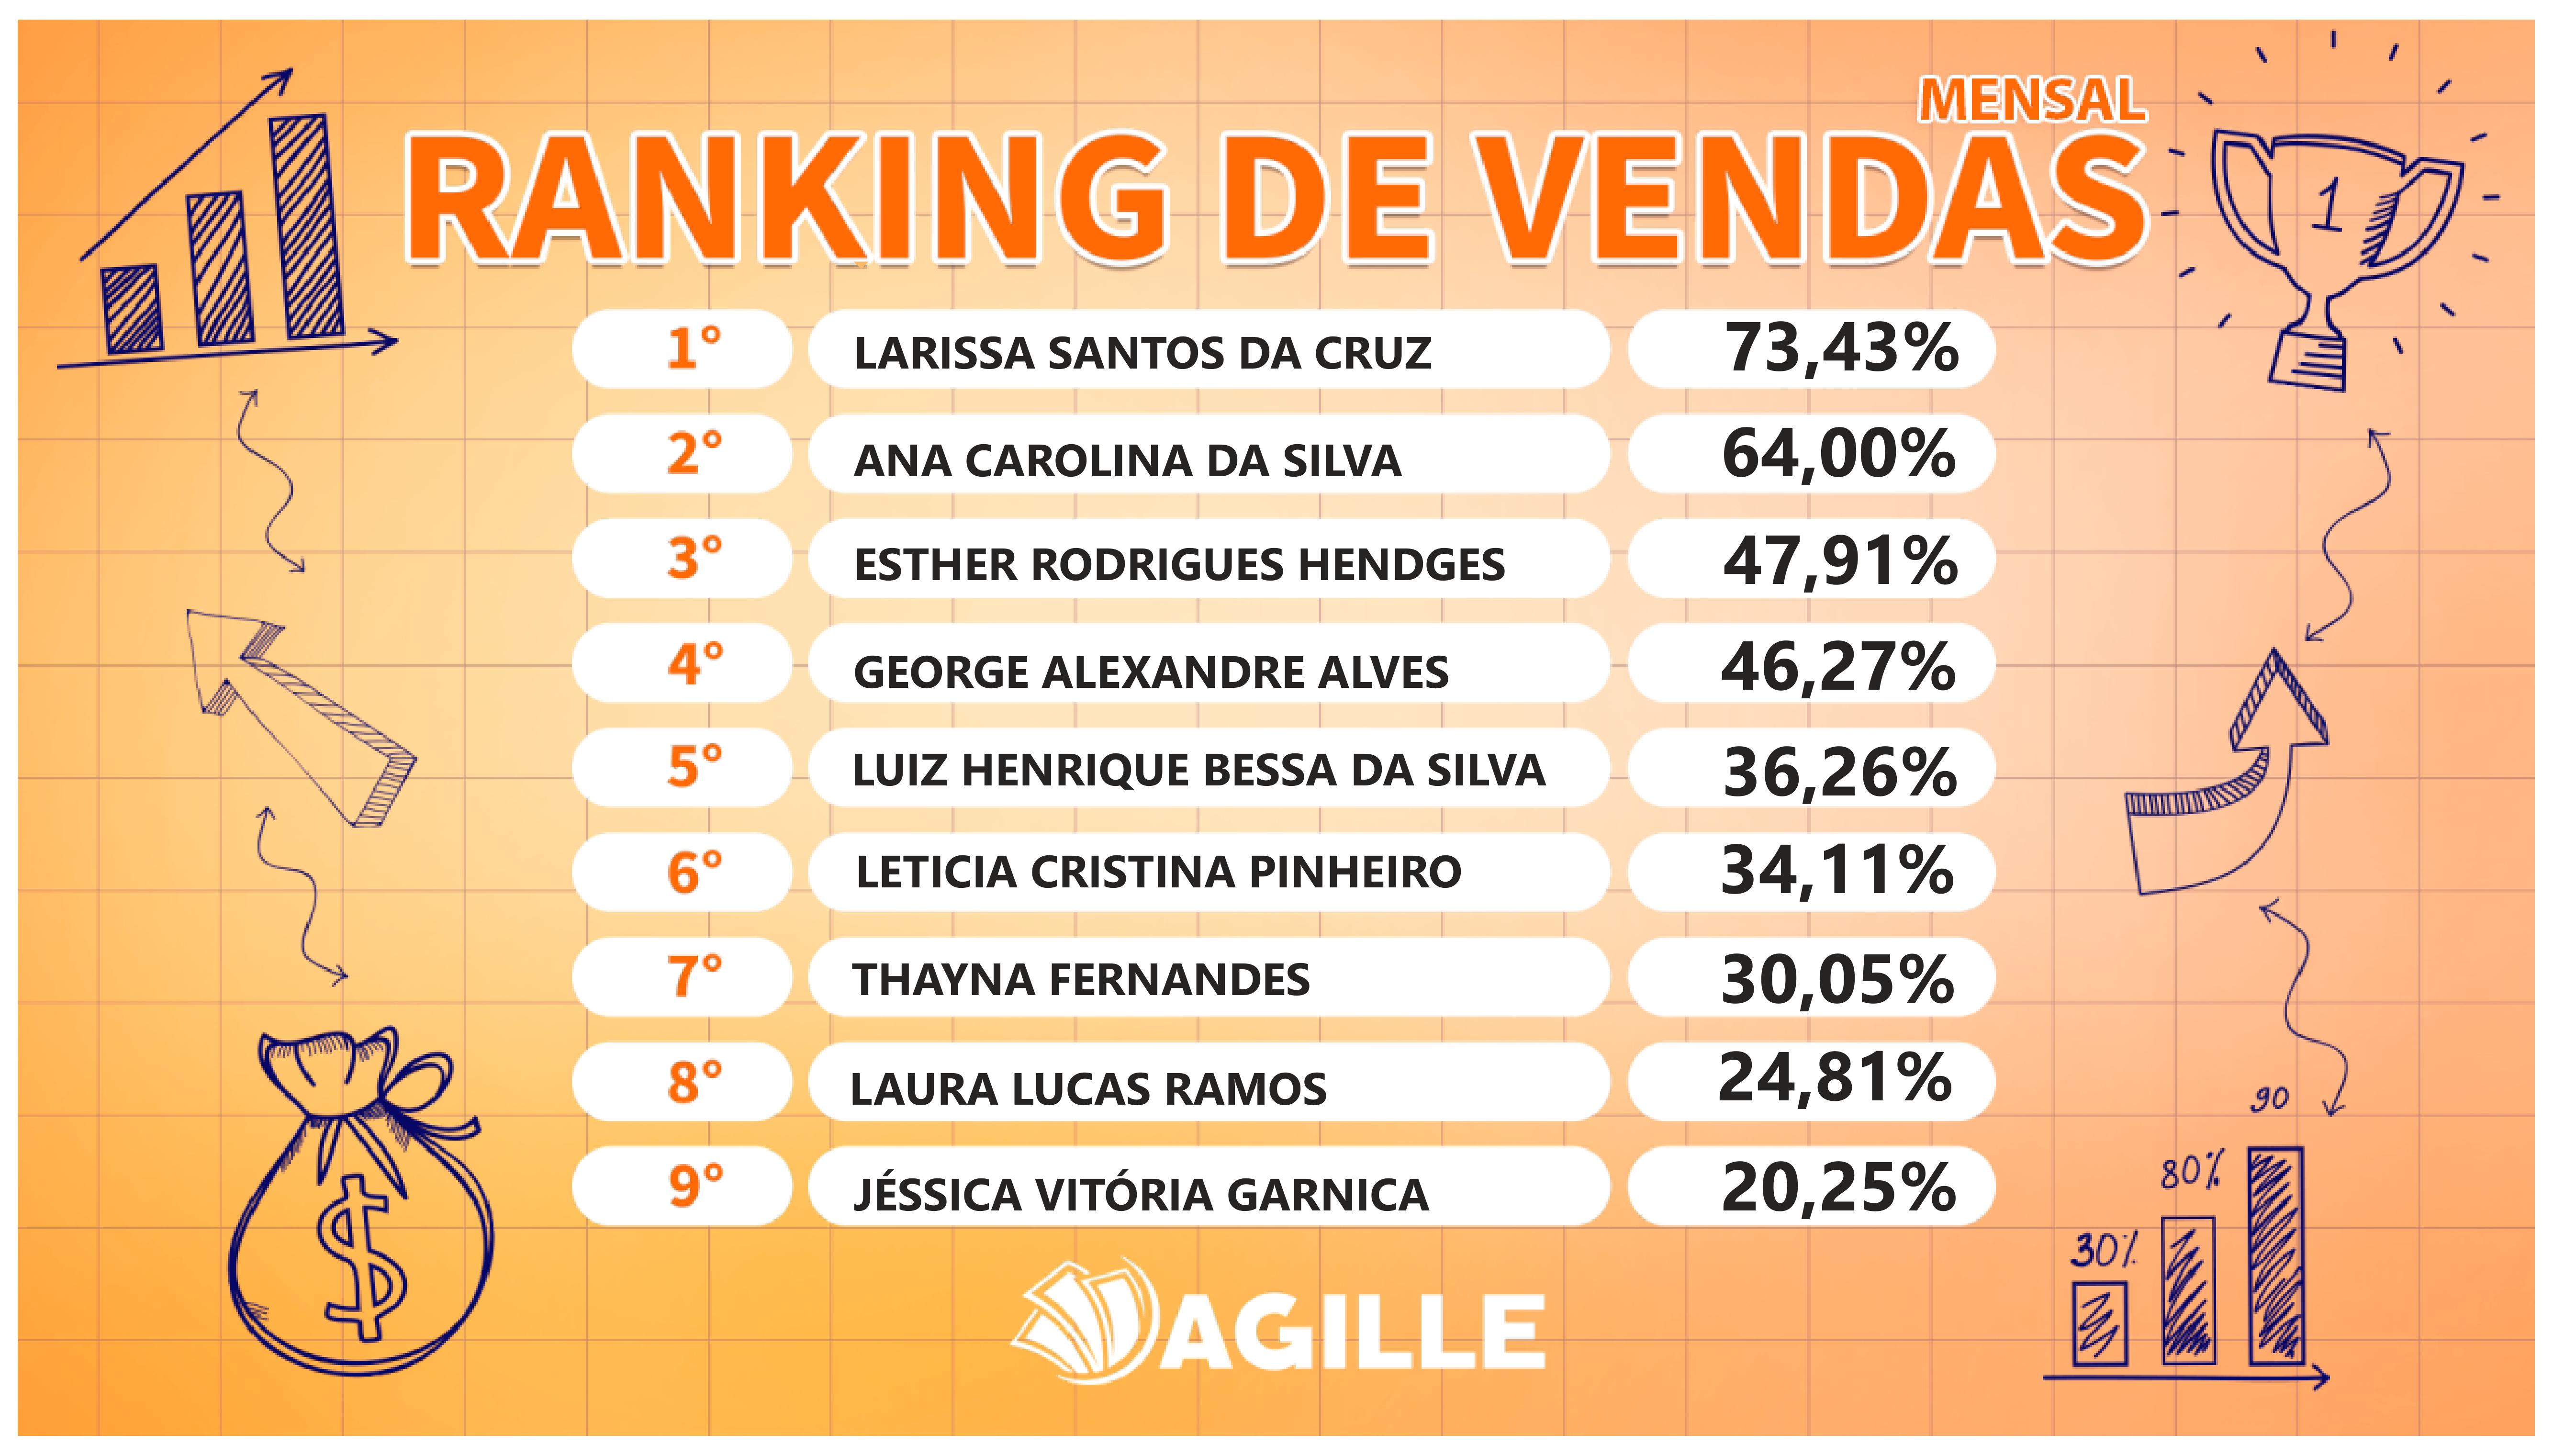 MENSAL
RANKING DE VENDAS
1
1° LARISSA SANTOS DA CRUZ 73,43%
2° ANA CAROLINA DA SILVA 64,00%
3° ESTHER RODRIGUES HENDGES 47,91%
4° GEORGE ALEXANDRE ALVES 46,27%
5° LUIZ HENRIQUE BESSA DA SILVA 36,26%
6° LETICIA CRISTINA PINHEIRO 34,11%
7° THAYNA FERNANDES 30,05%
8° LAURA LUCAS RAMOS 24,81%
9° JÉSSICA VITÓRIA GARNICA 20,25%
90
80%
30%
$
AGILLE